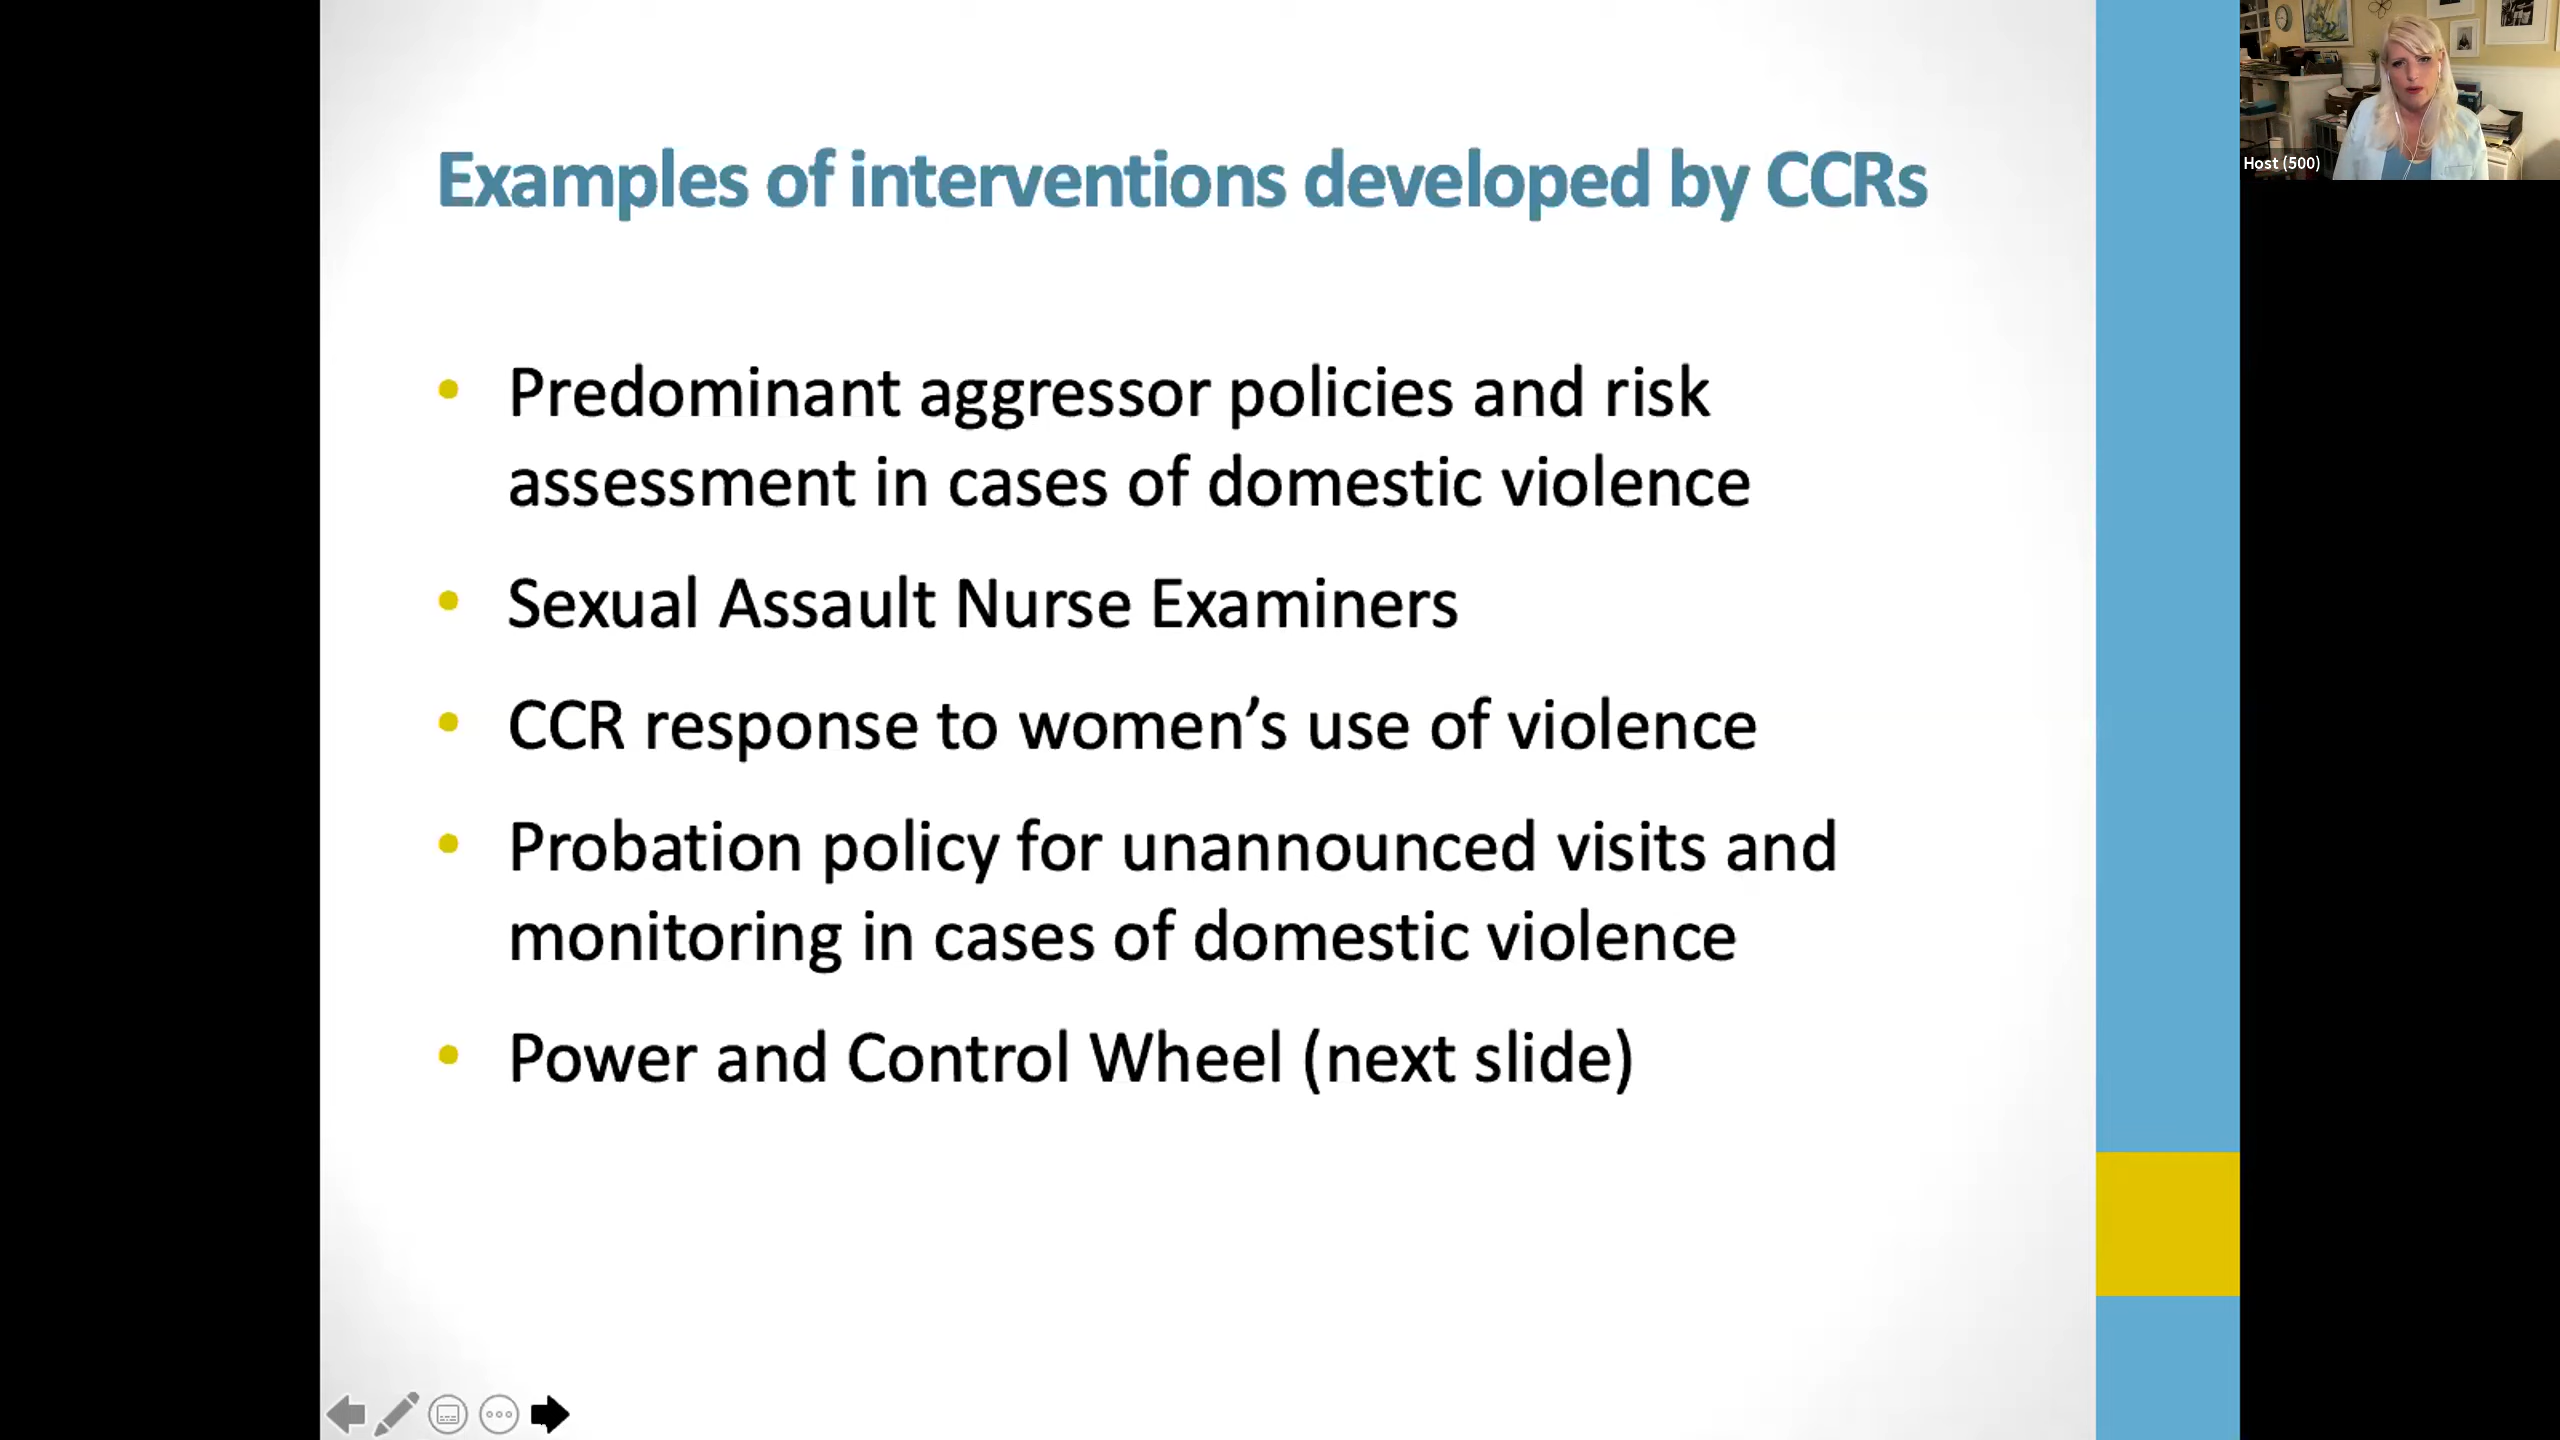 Examples of interventions developed by CCRs
• Predominant aggressor policies and risk
assessment in cases of domestic violence
• Sexual Assault Nurse Examiners
• CCR response to women’s use of violence
• Probation policy for unannounced visits and
monitoring in cases of domestic violence
• Power and Control Wheel (next slide)
Host (500)